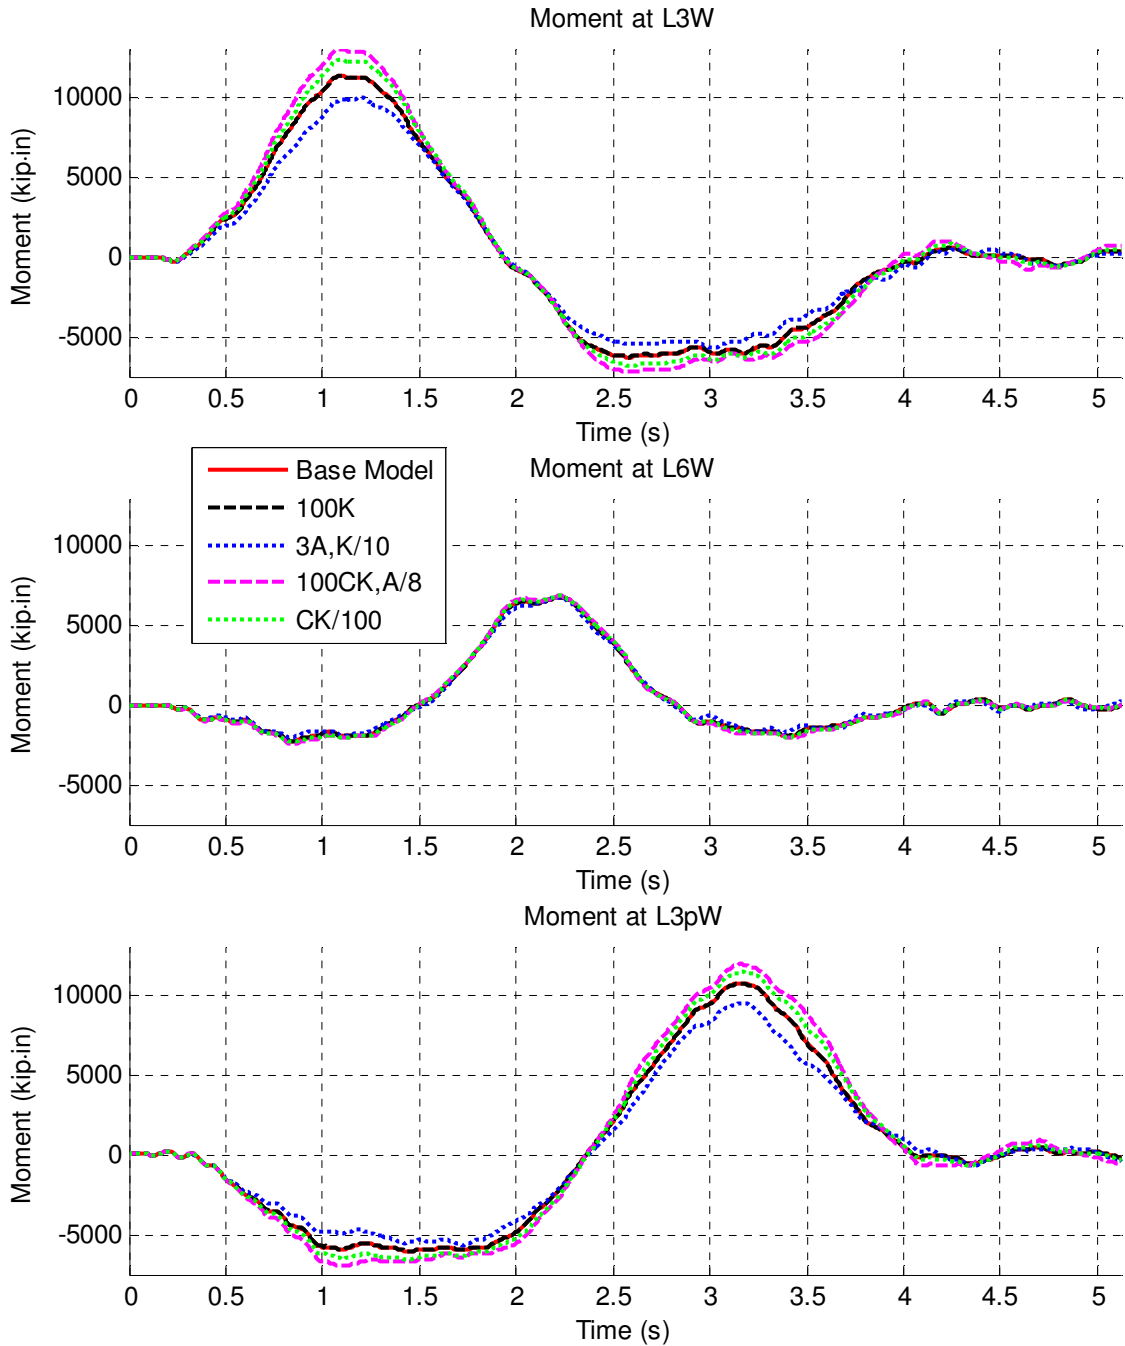 Moment at L3W
10000
5000
0
-5000
Moment (kip·in)
0 0.5 1 1.5 2 2.5 3 3.5 4 4.5 5
Time (s)
Base Model
100K
3A,K/10
100CK,A/8
CK/100
Moment at L6W
10000
5000
0
-5000
Moment (kip·in)
0 0.5 1 1.5 2 2.5 3 3.5 4 4.5 5
Time (s)
Moment at L3pW
10000
5000
0
-5000
Moment (kip·in)
0 0.5 1 1.5 2 2.5 3 3.5 4 4.5 5
Time (s)